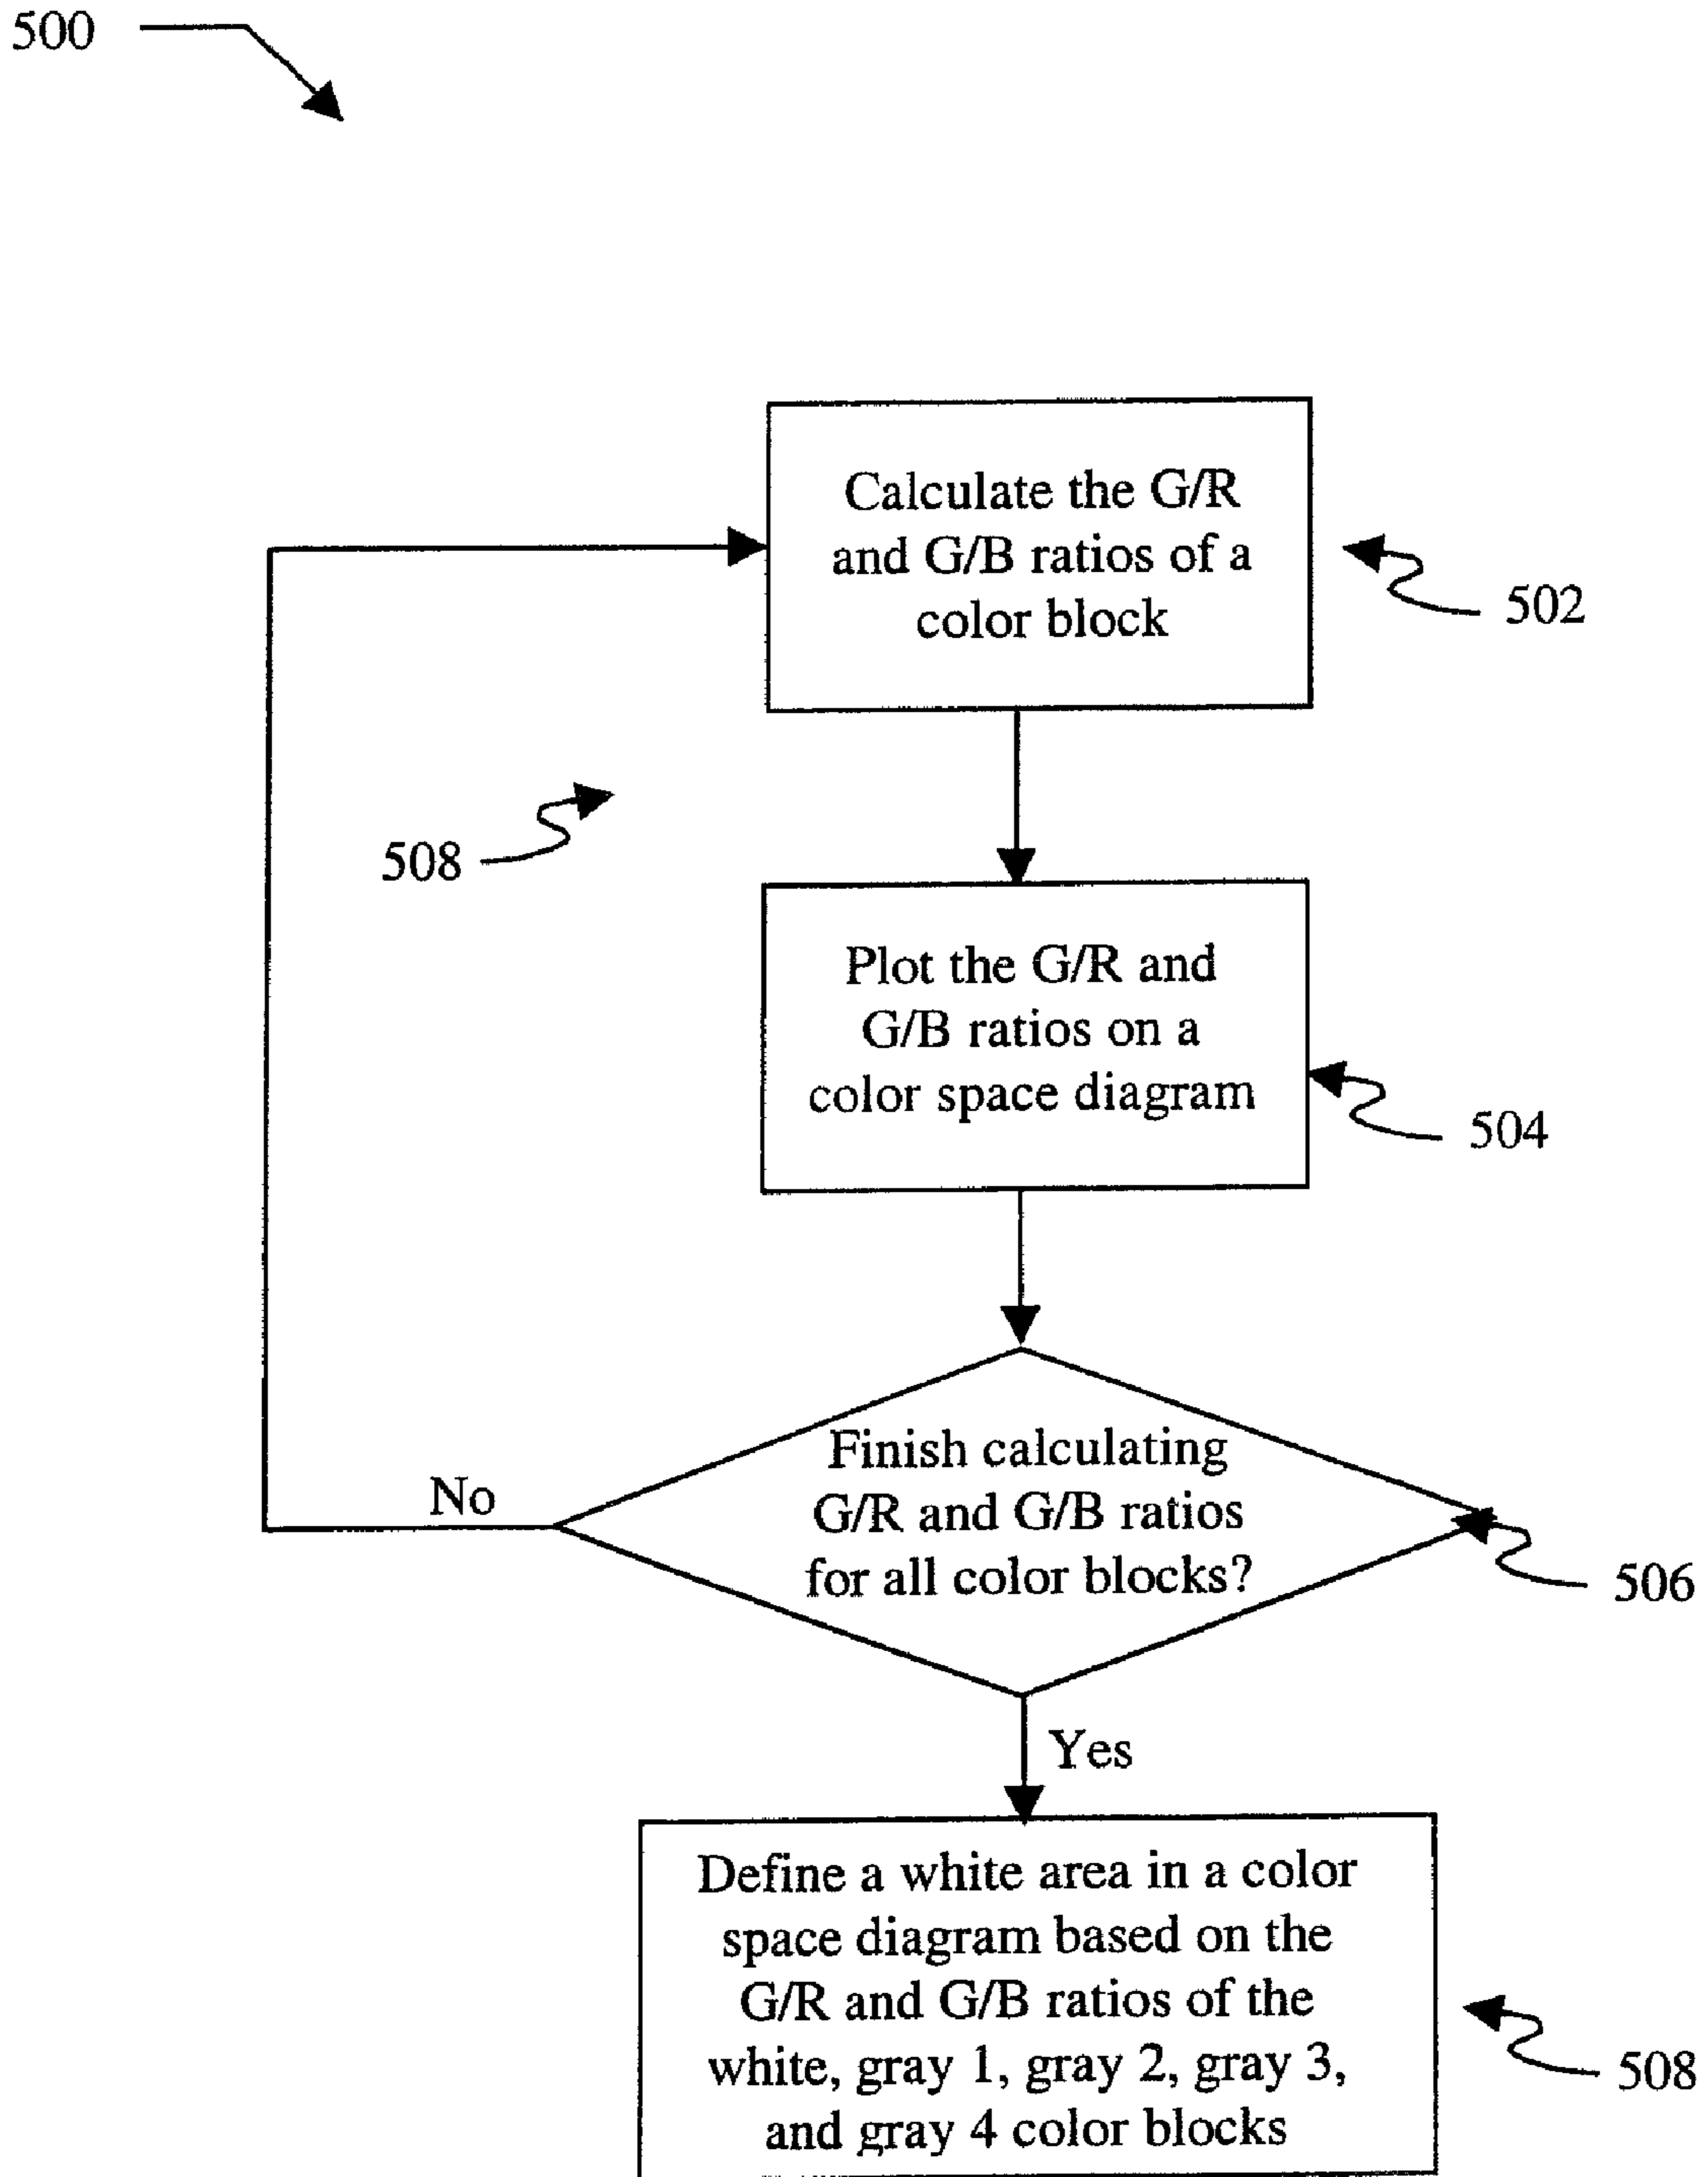 500
Calculate the G/R
and G/B ratios of a
color block
502
508
Plot the G/R and
G/B ratios on a
color space diagram
504
Finish calculating
G/R and G/B ratios
for all color blocks?
No
506
Yes
Define a white area in a color
space diagram based on the
G/R and G/B ratios of the
white, gray 1, gray 2, gray 3,
and gray 4 color blocks
508